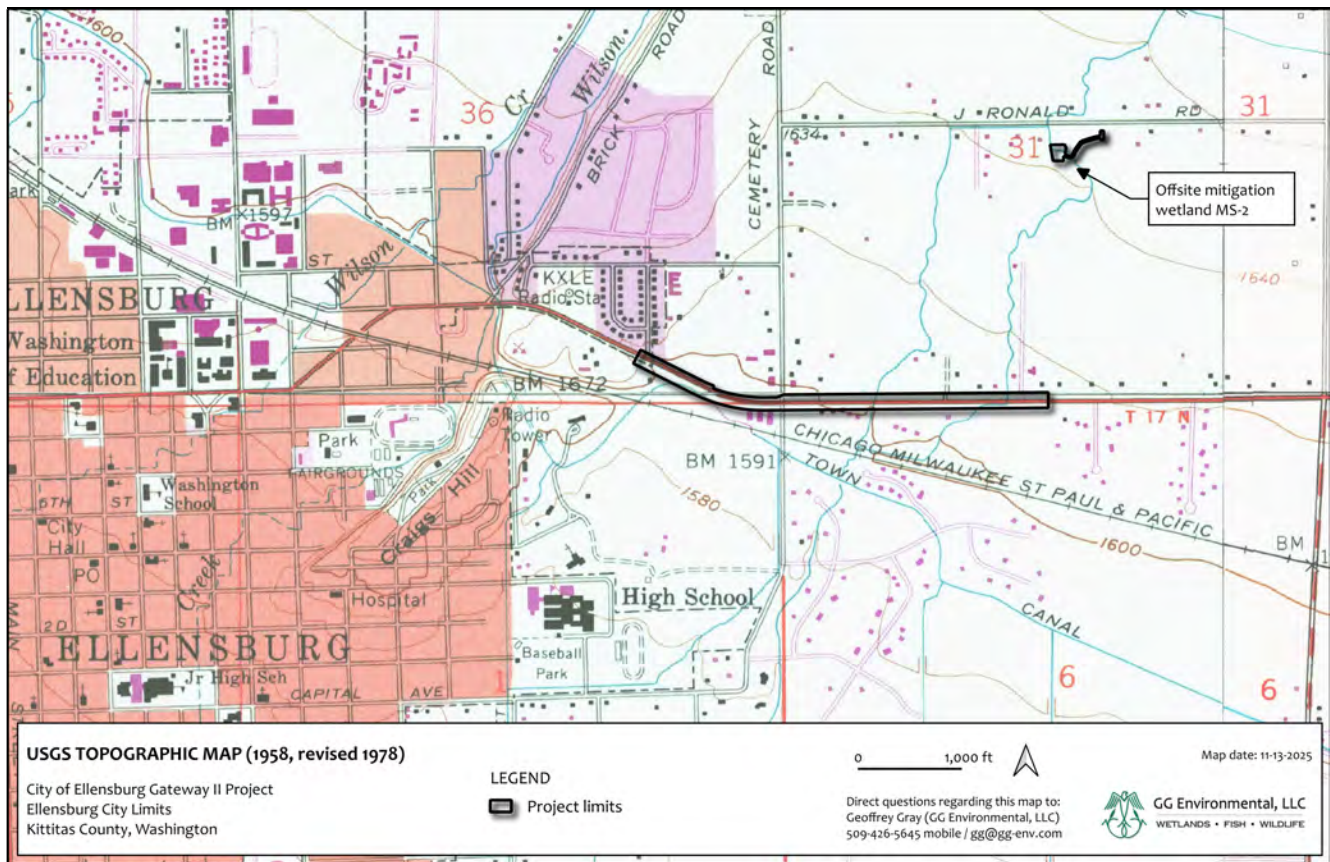 1600
36
Cr
Wilson
ROAD
BRICK
ROAD
CEMETERY
J RONALD RD
31
1634
31
Offsite mitigation
wetland MS-2
Park
BM 1597
ST
Wilson
KXLE
Radio Sta
E
1640
LLENSBURG
Washington
of Education
BM 1672
Radio
Tower
T 17 N
Park
FAIRGROUNDS
Park
Craigs Hill
BM 1591
TOWN
CHICAGO MILWAUKEE ST PAUL & PACIFIC
1580
1600
BM
5TH ST
Washington
School
City
Hall
PO
Creek
Hospital
High School
CANAL
MAIN
2D ST
ELLENSBURG
Baseball
Park
Jr High Sch
CAPITAL AVE
1
6
6
USGS TOPOGRAPHIC MAP (1958, revised 1978)
City of Ellensburg Gateway II Project
Ellensburg City Limits
Kittitas County, Washington
LEGEND
Project limits
0 1,000 ft
Direct questions regarding this map to:
Geoffrey Gray (GG Environmental, LLC)
509-426-5645 mobile / gg@gg-env.com
Map date: 11-13-2025
GG Environmental, LLC
WETLANDS • FISH • WILDLIFE